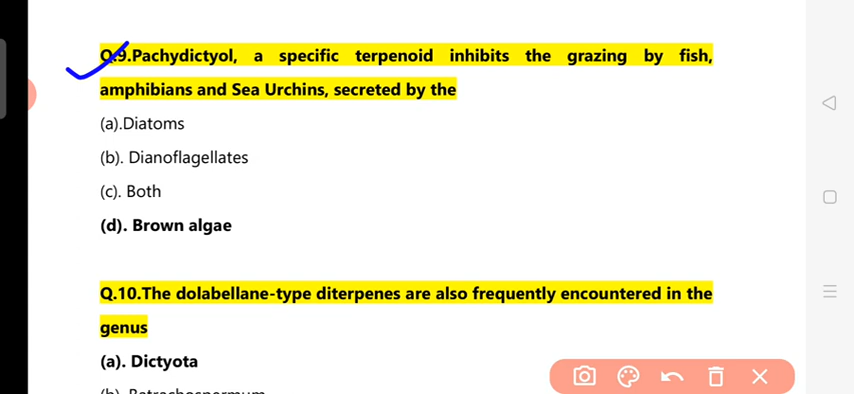 Q.9.Pachydictyol, a specific terpenoid inhibits the grazing by fish,
amphibians and Sea Urchins, secreted by the
(a).Diatoms
(b). Dianoflagellates
(c). Both
(d). Brown algae
Q.10.The dolabellane-type diterpenes are also frequently encountered in the
genus
(a). Dictyota
(b). Batrachospermum